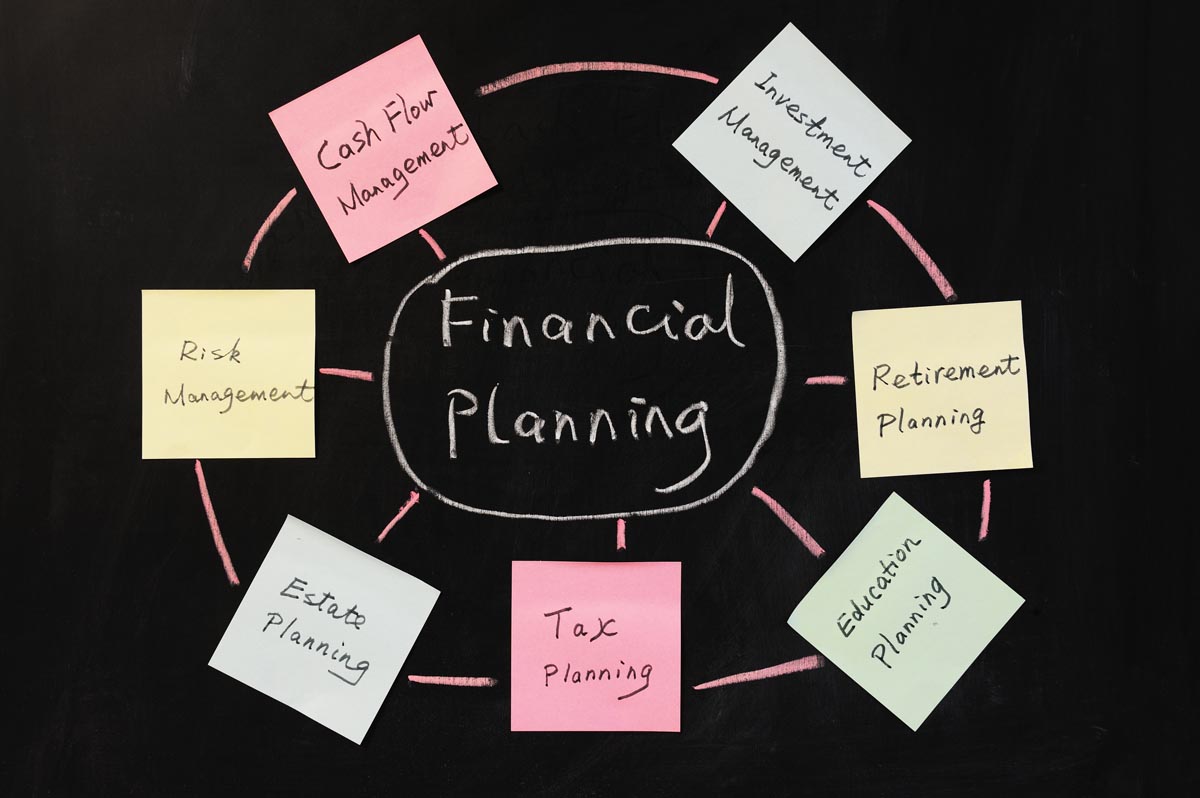 Cash Flow
Management
Investment
Management
Financial
Planning
Risk
Management
Retirement
Planning
Estate
Planning
Tax
Planning
Education
Planning